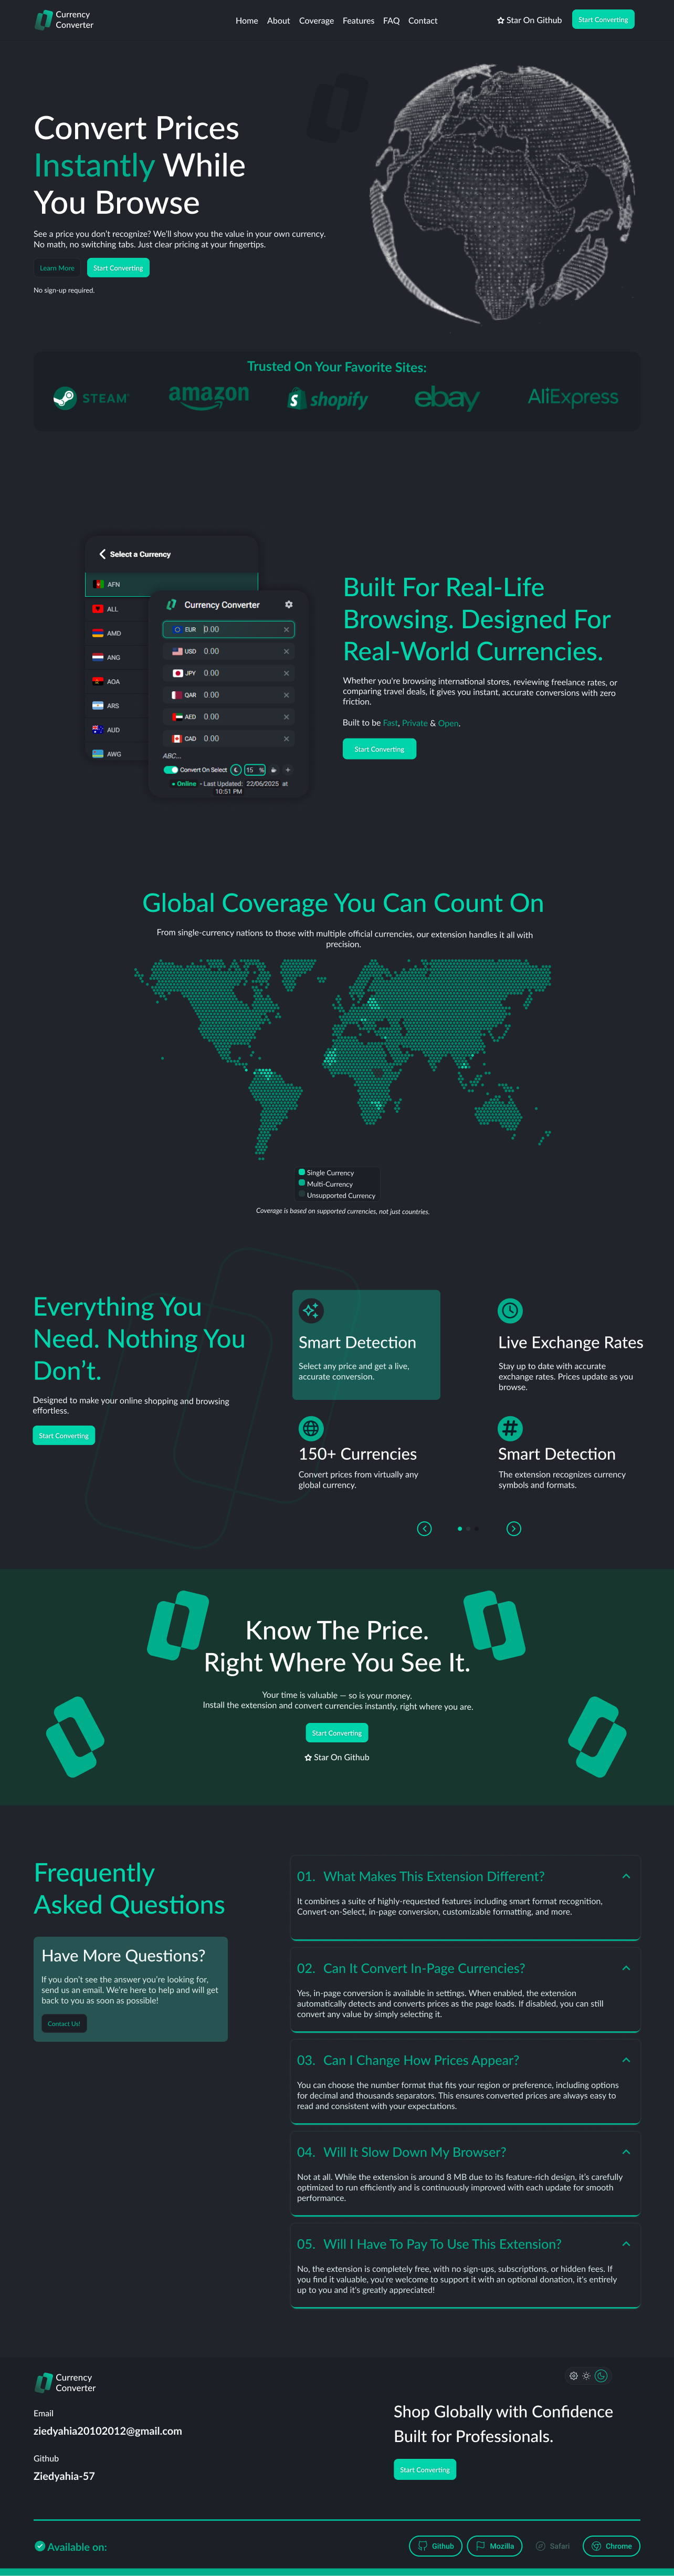 Currency
Converter
Home About Coverage Features FAQ Contact
Star On Github
Start Converting
Convert Prices
Instantly While
You Browse
See a price you don't recognize? We'll show you the value in your own currency.
No math, no switching tabs. Just clear pricing at your fingertips.
Learn More
Start Converting
No sign-up required.
Trusted On Your Favorite Sites:
STEAM
amazon
shopify
ebay
AliExpress
Select a Currency
AFN
ALL
AMD
ANG
AOA
ARS
AUD
AWG
Currency Converter
EUR 0.00
USD 0.00
JPY 0.00
QAR 0.00
AED 0.00
CAD 0.00
ABC...
Convert On Select
15 %
Online - Last Updated: 22/06/2025 at
10:51 PM
Built For Real-Life
Browsing. Designed For
Real-World Currencies.
Whether you're browsing international stores, reviewing freelance rates, or
comparing travel deals, it gives you instant, accurate conversions with zero
friction.
Built to be Fast, Private & Open.
Start Converting
Global Coverage You Can Count On
From single-currency nations to those with multiple official currencies, our extension handles it all with
precision.
Single Currency
Multi-Currency
Unsupported Currency
Coverage is based on supported currencies, not just countries.
Everything You
Need. Nothing You
Don't.
Designed to make your online shopping and browsing
effortless.
Start Converting
Smart Detection
Select any price and get a live,
accurate conversion.
Live Exchange Rates
Stay up to date with accurate
exchange rates. Prices update as you
browse.
150+ Currencies
Convert prices from virtually any
global currency.
Smart Detection
The extension recognizes currency
symbols and formats.
Know The Price.
Right Where You See It.
Your time is valuable — so is your money.
Install the extension and convert currencies instantly, right where you are.
Start Converting
Star On Github
Frequently
Asked Questions
Have More Questions?
If you don't see the answer you're looking for,
send us an email. We're here to help and will get
back to you as soon as possible!
Contact Us!
01. What Makes This Extension Different?
It combines a suite of highly-requested features including smart format recognition,
Convert-on-Select, in-page conversion, customizable formatting, and more.
02. Can It Convert In-Page Currencies?
Yes, in-page conversion is available in settings. When enabled, the extension
automatically detects and converts prices as the page loads. If disabled, you can still
convert any value by simply selecting it.
03. Can I Change How Prices Appear?
You can choose the number format that fits your region or preference, including options
for decimal and thousands separators. This ensures converted prices are always easy to
read and consistent with your expectations.
04. Will It Slow Down My Browser?
Not at all. While the extension is around 8 MB due to its feature-rich design, it's carefully
optimized to run efficiently and is continuously improved with each update for smooth
performance.
05. Will I Have To Pay To Use This Extension?
No, the extension is completely free, with no sign-ups, subscriptions, or hidden fees. If
you find it valuable, you're welcome to support it with an optional donation, it's entirely
up to you and it's greatly appreciated!
Currency
Converter
Email
ziedyahia20102012@gmail.com
Github
Ziedyahia-57
Shop Globally with Confidence
Built for Professionals.
Start Converting
Available on:
Github
Mozilla
Safari
Chrome